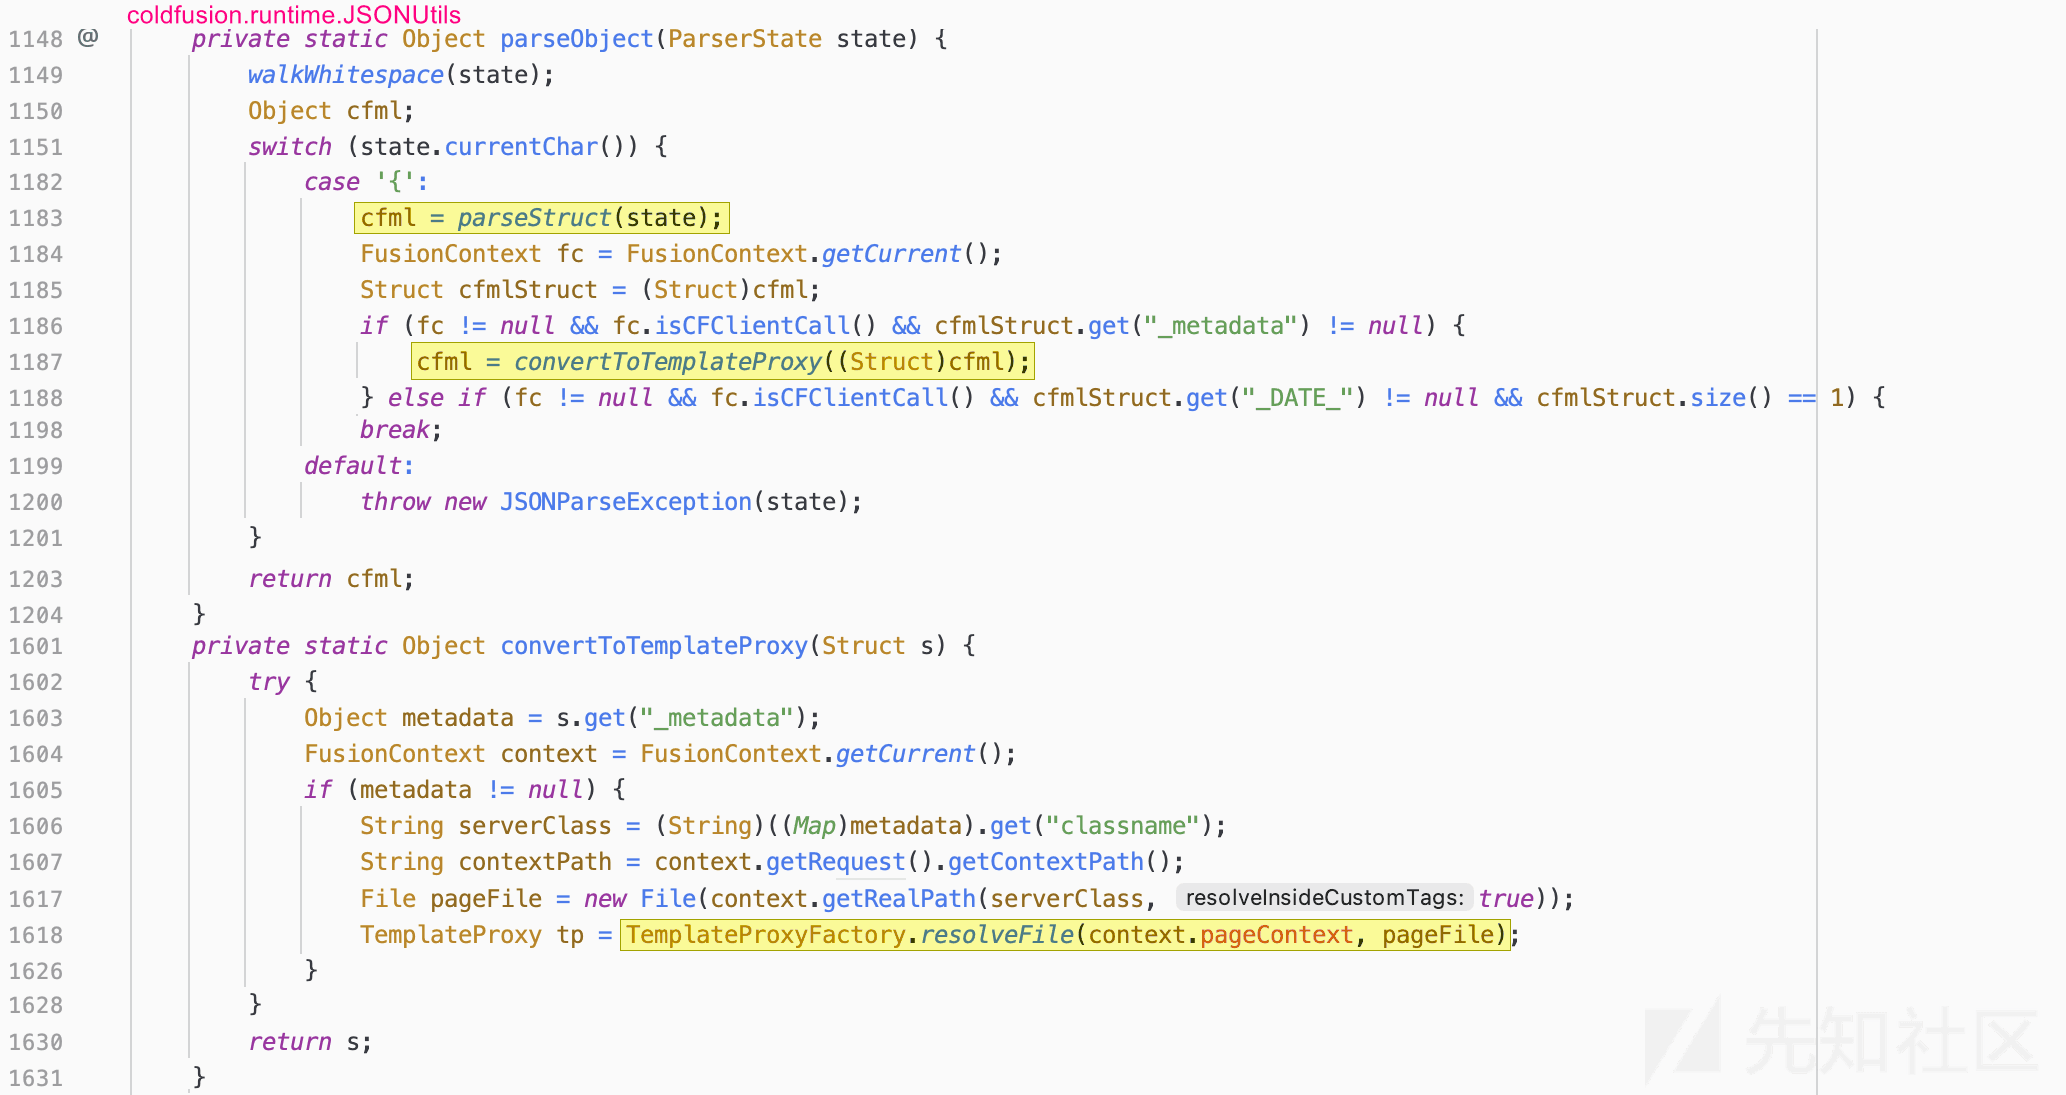 coldfusion.runtime.JSONUtils
1148 @ private static Object parseObject(ParserState state) {
1149 walkWhitespace(state);
1150 Object cfml;
1151 switch (state.currentChar()) {
1182 case '{':
1183 cfml = parseStruct(state);
1184 FusionContext fc = FusionContext.getCurrent();
1185 Struct cfmlStruct = (Struct)cfml;
1186 if (fc != null && fc.isCFClientCall() && cfmlStruct.get("_metadata") != null) {
1187 cfml = convertToTemplateProxy((Struct)cfml);
1188 } else if (fc != null && fc.isCFClientCall() && cfmlStruct.get("_DATE_") != null && cfmlStruct.size() == 1) {
1198 break;
1199 default:
1200 throw new JSONParseException(state);
1201 }
1203 return cfml;
1204 }
1601 private static Object convertToTemplateProxy(Struct s) {
1602 try {
1603 Object metadata = s.get("_metadata");
1604 FusionContext context = FusionContext.getCurrent();
1605 if (metadata != null) {
1606 String serverClass = (String)((Map)metadata).get("classname");
1607 String contextPath = context.getRequest().getContextPath();
1617 File pageFile = new File(context.getRealPath(serverClass, resolveInsideCustomTags: true));
1618 TemplateProxy tp = TemplateProxyFactory.resolveFile(context.pageContext, pageFile);
1626 }
1628 }
1630 return s;
1631 }
先知社区